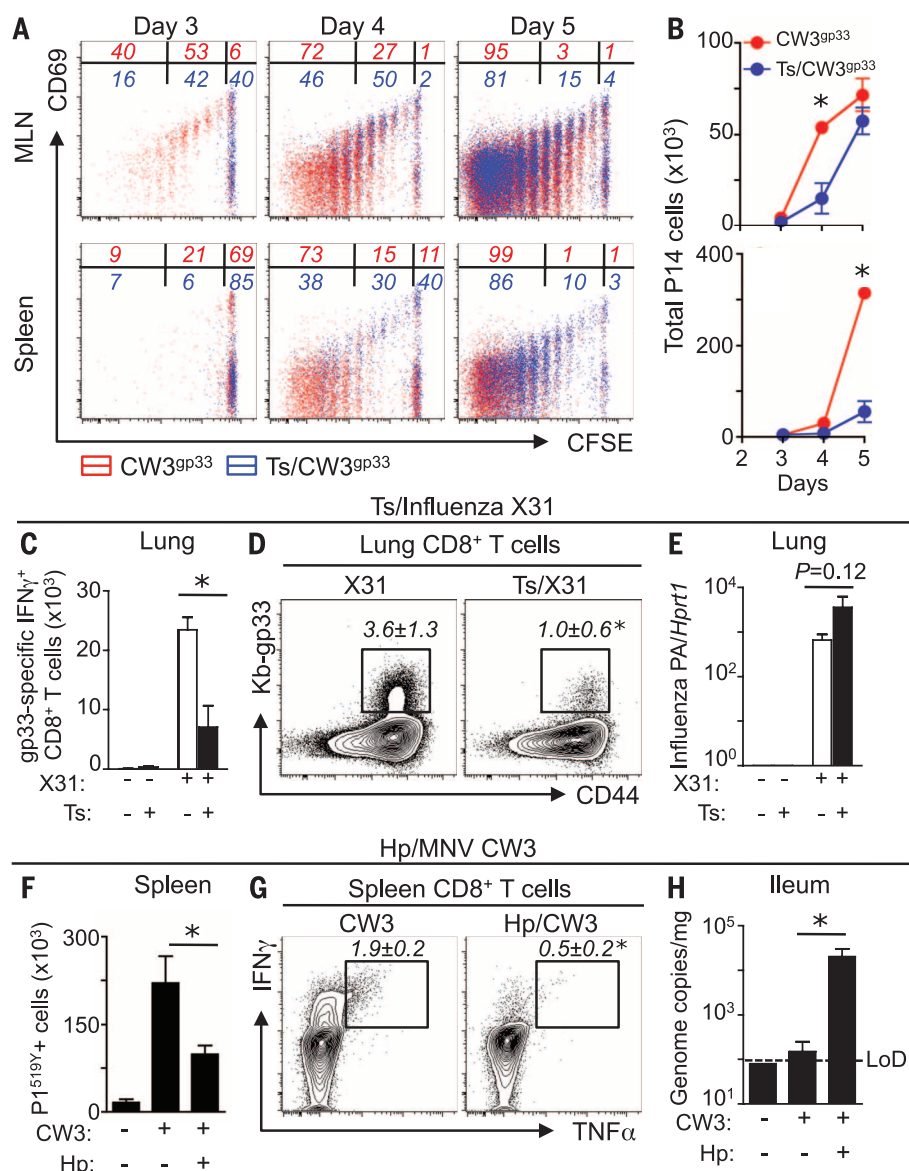 A
Day 3
Day 4
Day 5
CD69
MLN
40 53 6
16 42 40
72 27 1
46 50 2
95 3 1
81 15 4
Spleen
9 21 69
7 6 85
73 15 11
38 30 40
99 1 1
86 10 3
CFSE
CW3gp33
Ts/CW3gp33
B
CW3gp33
Ts/CW3gp33
Total P14 cells (x10³)
100
*
50
0
400
*
200
0
2 3 4 5
Days
Ts/Influenza X31
C
Lung
gp33-specific IFNγ⁺
CD8⁺ T cells (x10³)
30
20
10
0
*
X31: - - + +
Ts: - + - +
D
Lung CD8⁺ T cells
X31
Ts/X31
Kb-gp33
3.6±1.3
1.0±0.6*
CD44
E
Lung
P=0.12
Influenza PA/Hprt1
10⁴
10²
10⁰
X31: - - + +
Ts: - + - +
Hp/MNV CW3
F
Spleen
P1519Y+ cells (x10³)
300
150
0
*
CW3: - + +
Hp: - - +
G
Spleen CD8⁺ T cells
CW3
Hp/CW3
IFNγ
1.9±0.2
0.5±0.2*
TNFα
H
Ileum
Genome copies/mg
10⁵
10³
10¹
*
LoD
CW3: - + +
Hp: - - +